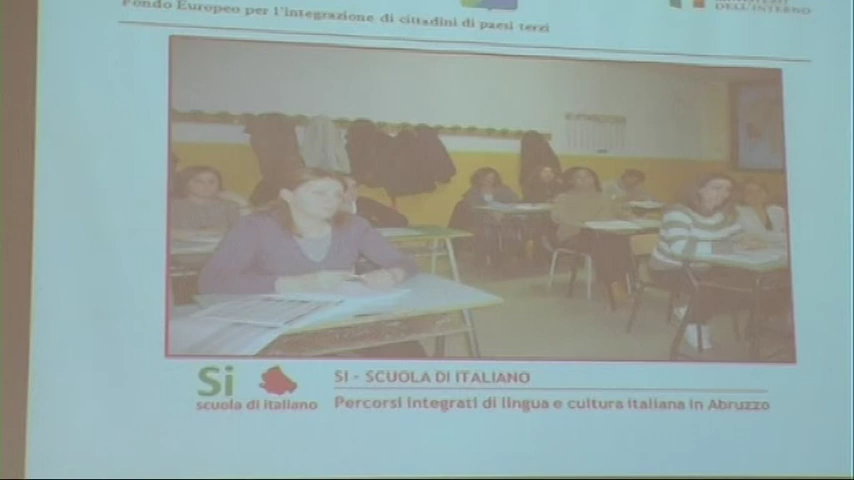 Fondo Europeo per l'integrazione di cittadini di paesi terzi
DELL'INTERNO
Si
scuola di italiano
SI - SCUOLA DI ITALIANO
Percorsi integrati di lingua e cultura italiana in Abruzzo